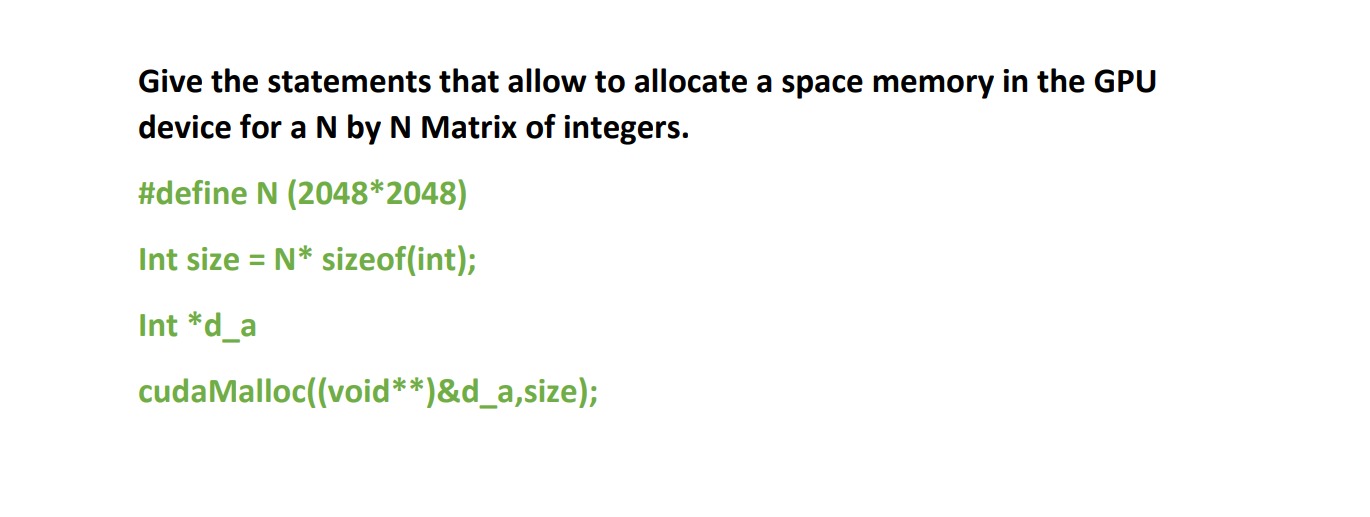 Give the statements that allow to allocate a space memory in the GPU
device for a N by N Matrix of integers.
#define N (2048*2048)
Int size = N* sizeof(int);
Int *d_a
cudaMalloc((void**)&d_a,size);